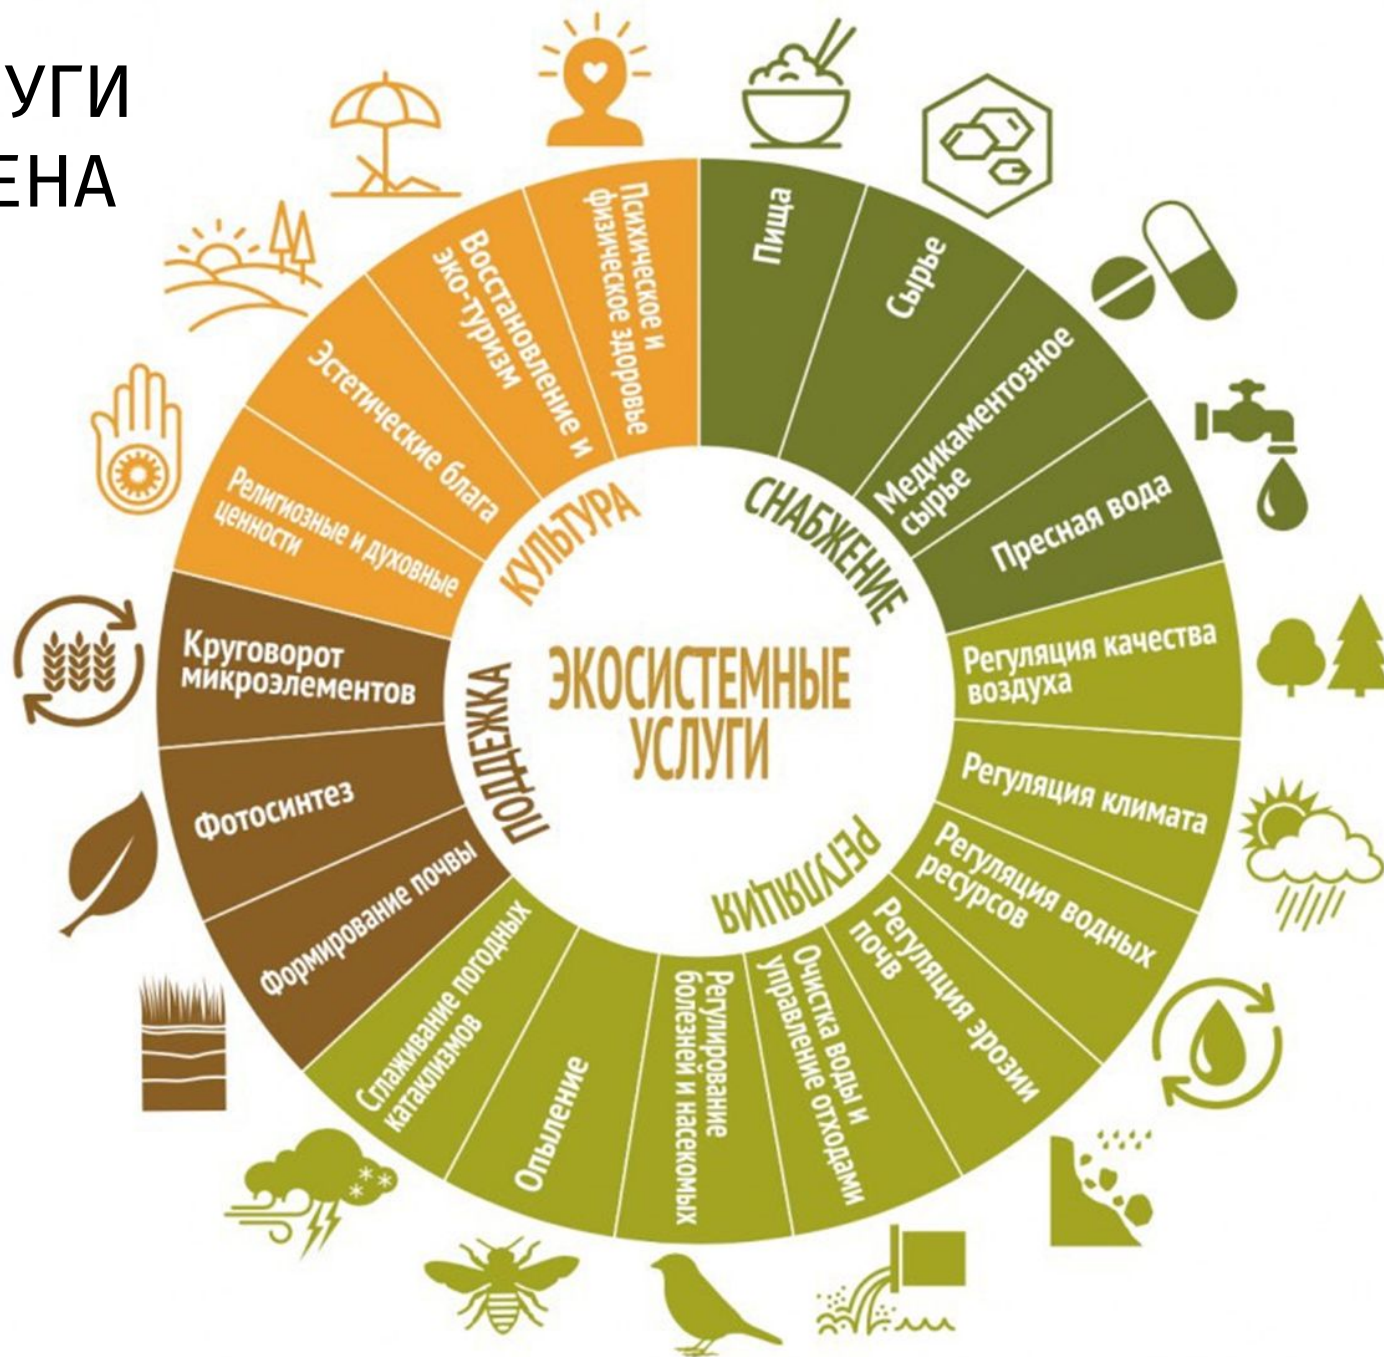 УГИ
ЕНА
ЭКОСИСТЕМНЫЕ
УСЛУГИ
СНАБЖЕНИЕ
Пища
Сырье
Медикаментозное
сырье
Пресная вода
РЕГУЛЯЦИЯ
Регуляция качества
воздуха
Регуляция климата
Регуляция водных
ресурсов
Регуляция эрозии
почв
Очистка воды и
управление отходами
Регулирование
болезней и насекомых
Опыление
Сглаживание погодных
катаклизмов
ПОДДЕЖКА
Формирование почвы
Фотосинтез
Круговорот
микроэлементов
КУЛЬТУРА
Религиозные и духовные
ценности
Эстетические блага
Восстановление и
эко-туризм
Психическое и
физическое здоровье